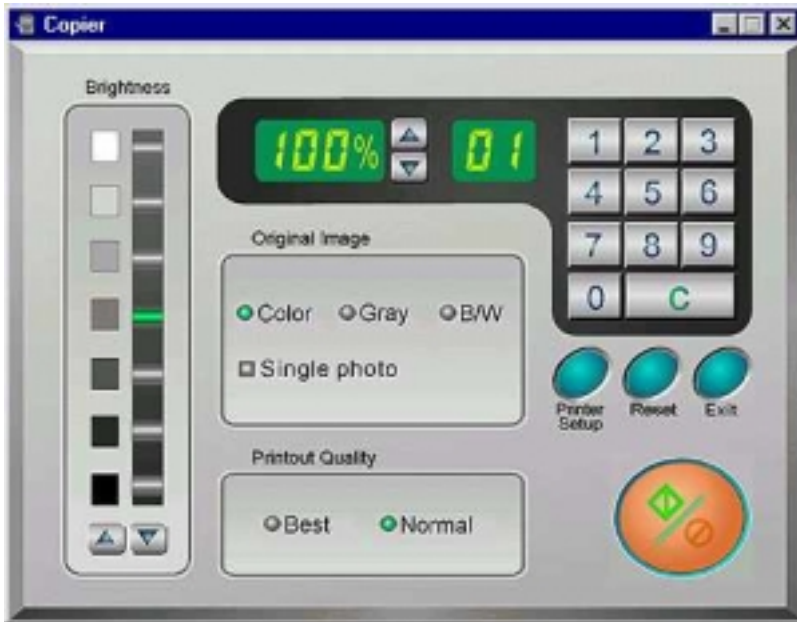 Copier
Brightness
100% 01
1 2 3
4 5 6
7 8 9
0 C
Original Image
Color Gray B/W
Single photo
Printer Setup Reset Exit
Printout Quality
Best Normal